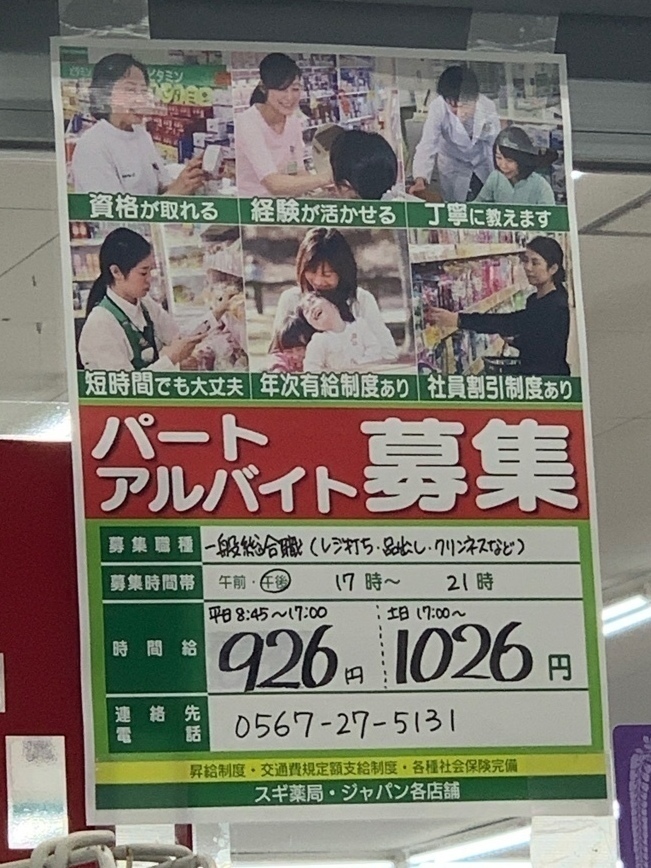 ビタミン
資格が取れる
経験が活かせる
丁寧に教えます
短時間でも大丈夫
年次有給制度あり
社員割引制度あり
パート
アルバイト
募集
募集職種 一般総合職(レジ打ち・品出し・クリンネスなど)
募集時間帯 午前・午後 17時〜 21時
時間給 平日8:45〜17:00 926円 土日 17:00〜 1026円
連絡先電話 0567-27-5131
昇給制度・交通費規定額支給制度・各種社会保険完備
スギ薬局・ジャパン各店舗